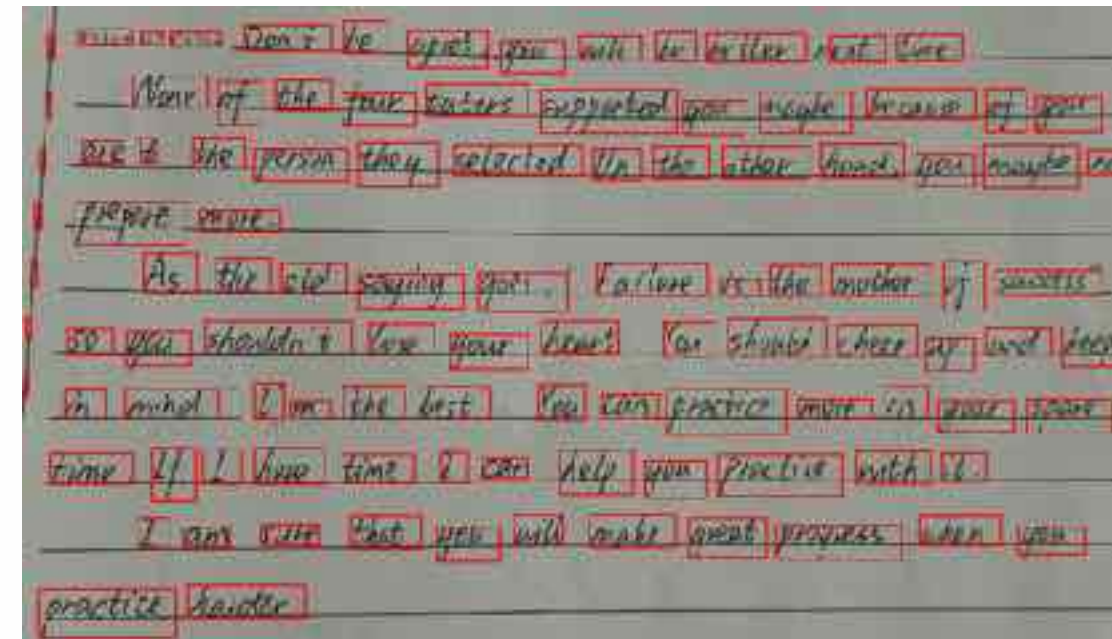 Don't be upset, you will be better next time
None of the four tutors supported you maybe because of your
the person they selected On the other hand, you maybe
prepare more.
As the old saying goes. Failure is the mother of success"
so you shouldn't lose your heart You should cheer up and keep
in mind I'm the best You can practice more in your spare
time If I have time I can help you practice with it.
I am sure that you will make great progress when you
practice harder